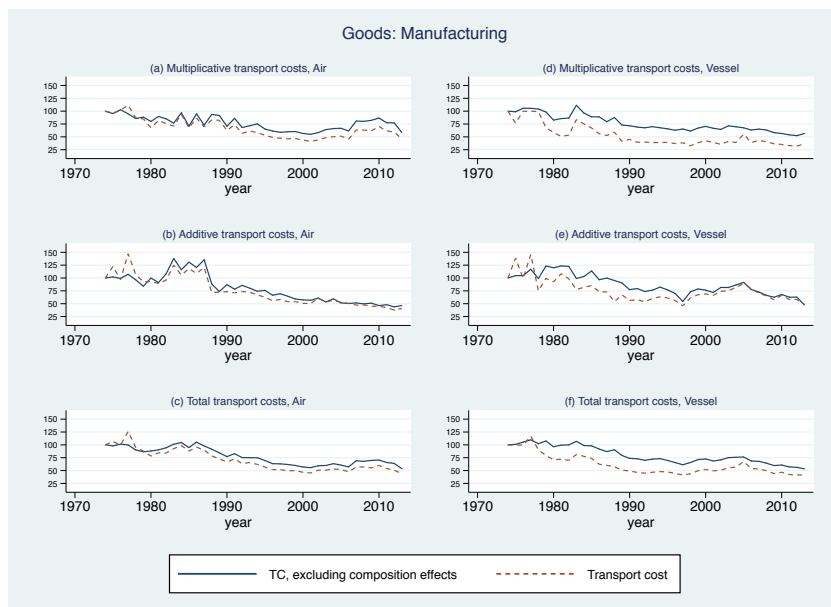 Goods: Manufacturing
(a) Multiplicative transport costs, Air
150
125
100
75
50
25
1970 1980 1990 2000 2010
year
(d) Multiplicative transport costs, Vessel
150
125
100
75
50
25
1970 1980 1990 2000 2010
year
(b) Additive transport costs, Air
150
125
100
75
50
25
1970 1980 1990 2000 2010
year
(e) Additive transport costs, Vessel
150
125
100
75
50
25
1970 1980 1990 2000 2010
year
(c) Total transport costs, Air
150
125
100
75
50
25
1970 1980 1990 2000 2010
year
(f) Total transport costs, Vessel
150
125
100
75
50
25
1970 1980 1990 2000 2010
year
TC, excluding composition effects Transport cost